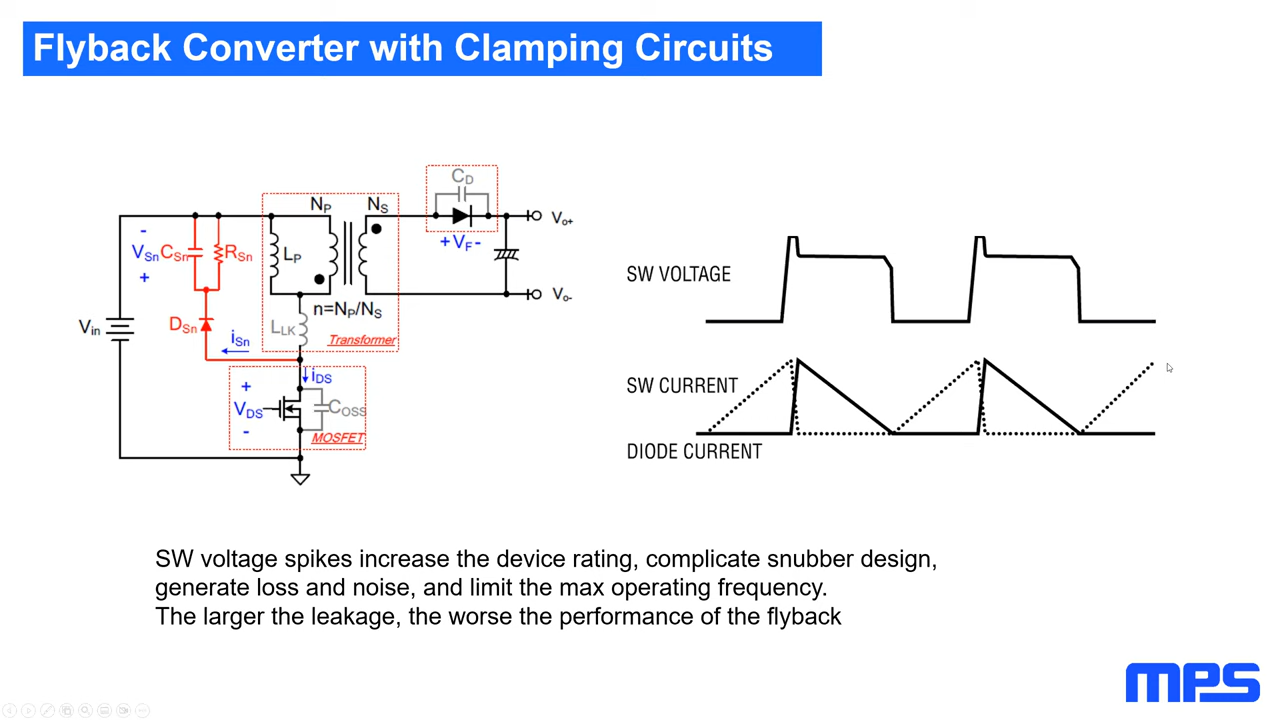 Flyback Converter with Clamping Circuits
CD
NP
NS
Vo+
-
VSn
CSn
RSn
LP
+VF-
+
Vo-
n=NP/NS
LLK
Vin
DSn
iSn
Transformer
iDS
+
VDS
COSS
-
MOSFET
SW VOLTAGE
SW CURRENT
DIODE CURRENT
SW voltage spikes increase the device rating, complicate snubber design,
generate loss and noise, and limit the max operating frequency.
The larger the leakage, the worse the performance of the flyback
mPS